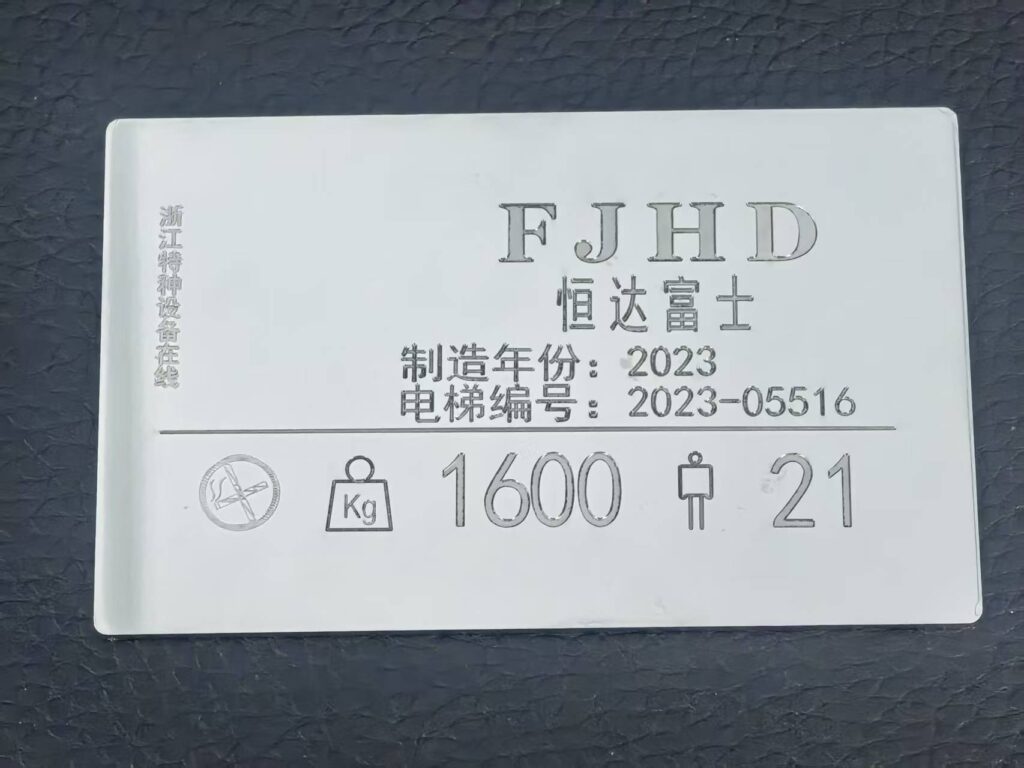 浙江特种设备在线
FJHD
恒达富士
制造年份：2023
电梯编号：2023-05516
Kg 1600 21